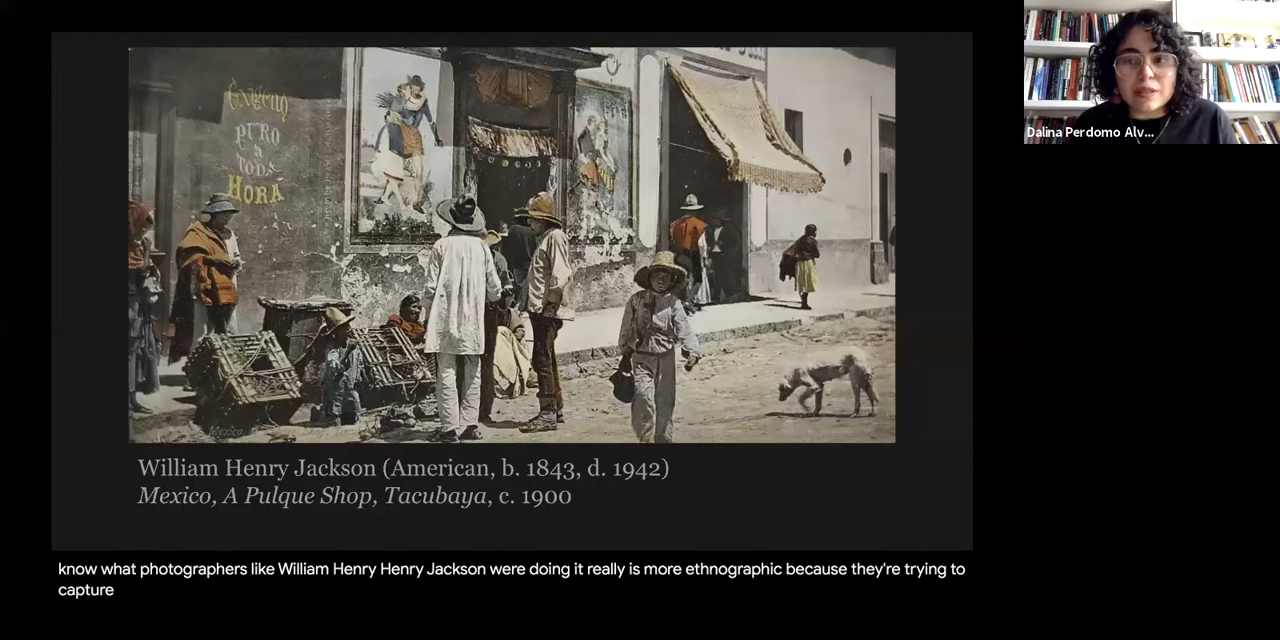 PURO
a
TODA
HORA
Mexico
Dalina Perdomo Alv...
William Henry Jackson (American, b. 1843, d. 1942)
Mexico, A Pulque Shop, Tacubaya, c. 1900
know what photographers like William Henry Henry Jackson were doing it really is more ethnographic because they're trying to
capture